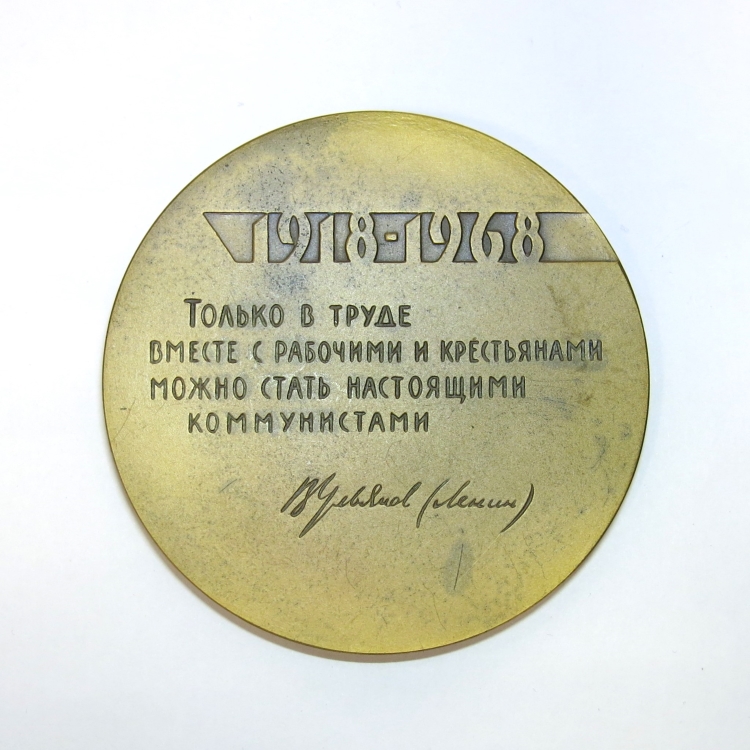 1918-1968
Только в труде
вместе с рабочими и крестьянами
можно стать настоящими
коммунистами
В Ульянов (Ленин)